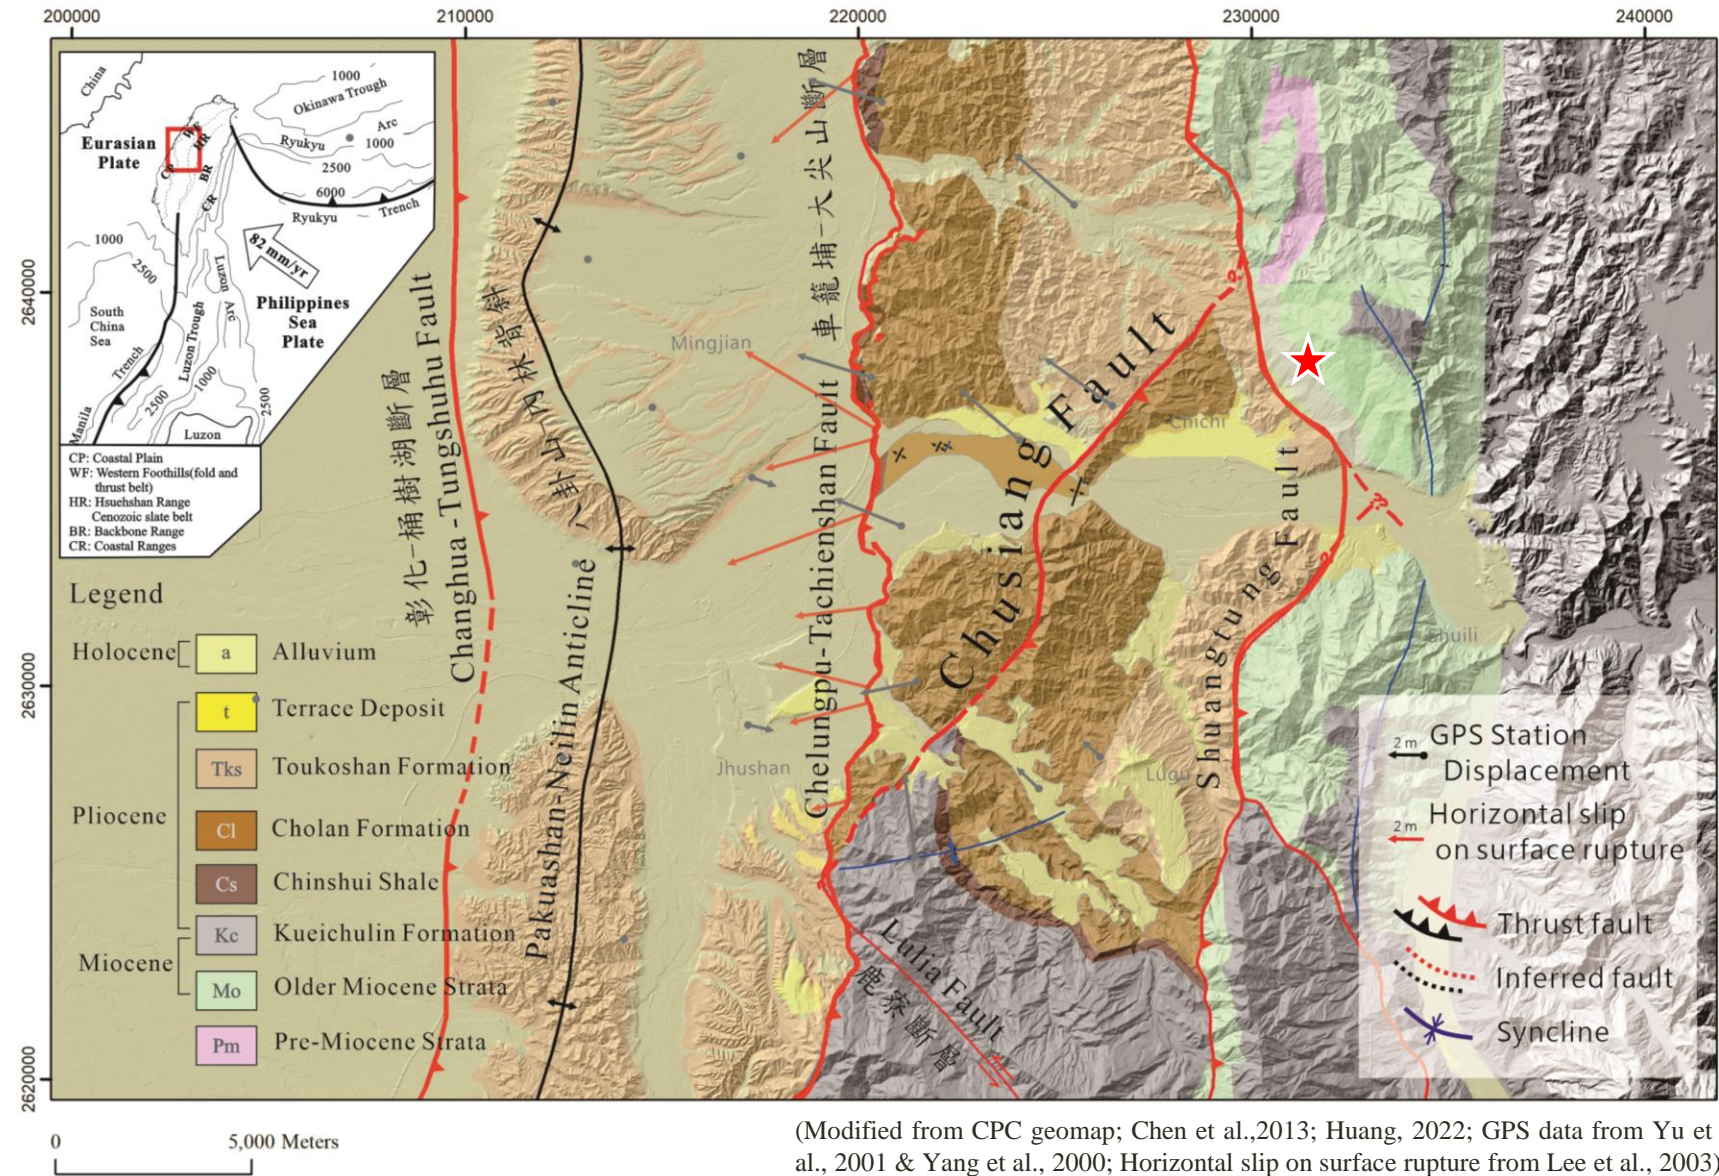 200000
210000
220000
230000
240000
2640000
2630000
2620000
China
1000
Okinawa Trough
Arc
Ryukyu
1000
2500
6000
Ryukyu
Trench
Eurasian
Plate
WF
HR
CP
BR
CR
82 mm/yr
1000
2500
South
China
Sea
Luzon
Arc
Luzon Trough
Philippines
Sea
Plate
Trench
Manila
2500
1000
2500
Luzon
CP: Coastal Plain
WF: Western Foothills(fold and
thrust belt)
HR: Hsuehshan Range
Cenozoic slate belt
BR: Backbone Range
CR: Coastal Ranges
彰化-桶樹湖斷層
Changhua -Tungshuhu Fault
八卦山-內林背斜
Pakuashan-Neilin Anticline
車籠埔-大尖山斷層
Chelungpu-Tachienshan Fault
Chusiang Fault
Shuangtung Fault
Lulia Fault
鹿寮斷層
Mingjian
Chichi
Shuili
Jhushan
Lugu
?
?
?
Legend
Holocene
a Alluvium
t Terrace Deposit
Tks Toukoshan Formation
Pliocene
Cl Cholan Formation
Cs Chinshui Shale
Kc Kueichulin Formation
Miocene
Mo Older Miocene Strata
Pm Pre-Miocene Strata
2 m GPS Station
Displacement
2 m Horizontal slip
on surface rupture
Thrust fault
Inferred fault
Syncline
0 5,000 Meters
(Modified from CPC geomap; Chen et al.,2013; Huang, 2022; GPS data from Yu et
al., 2001 & Yang et al., 2000; Horizontal slip on surface rupture from Lee et al., 2003)